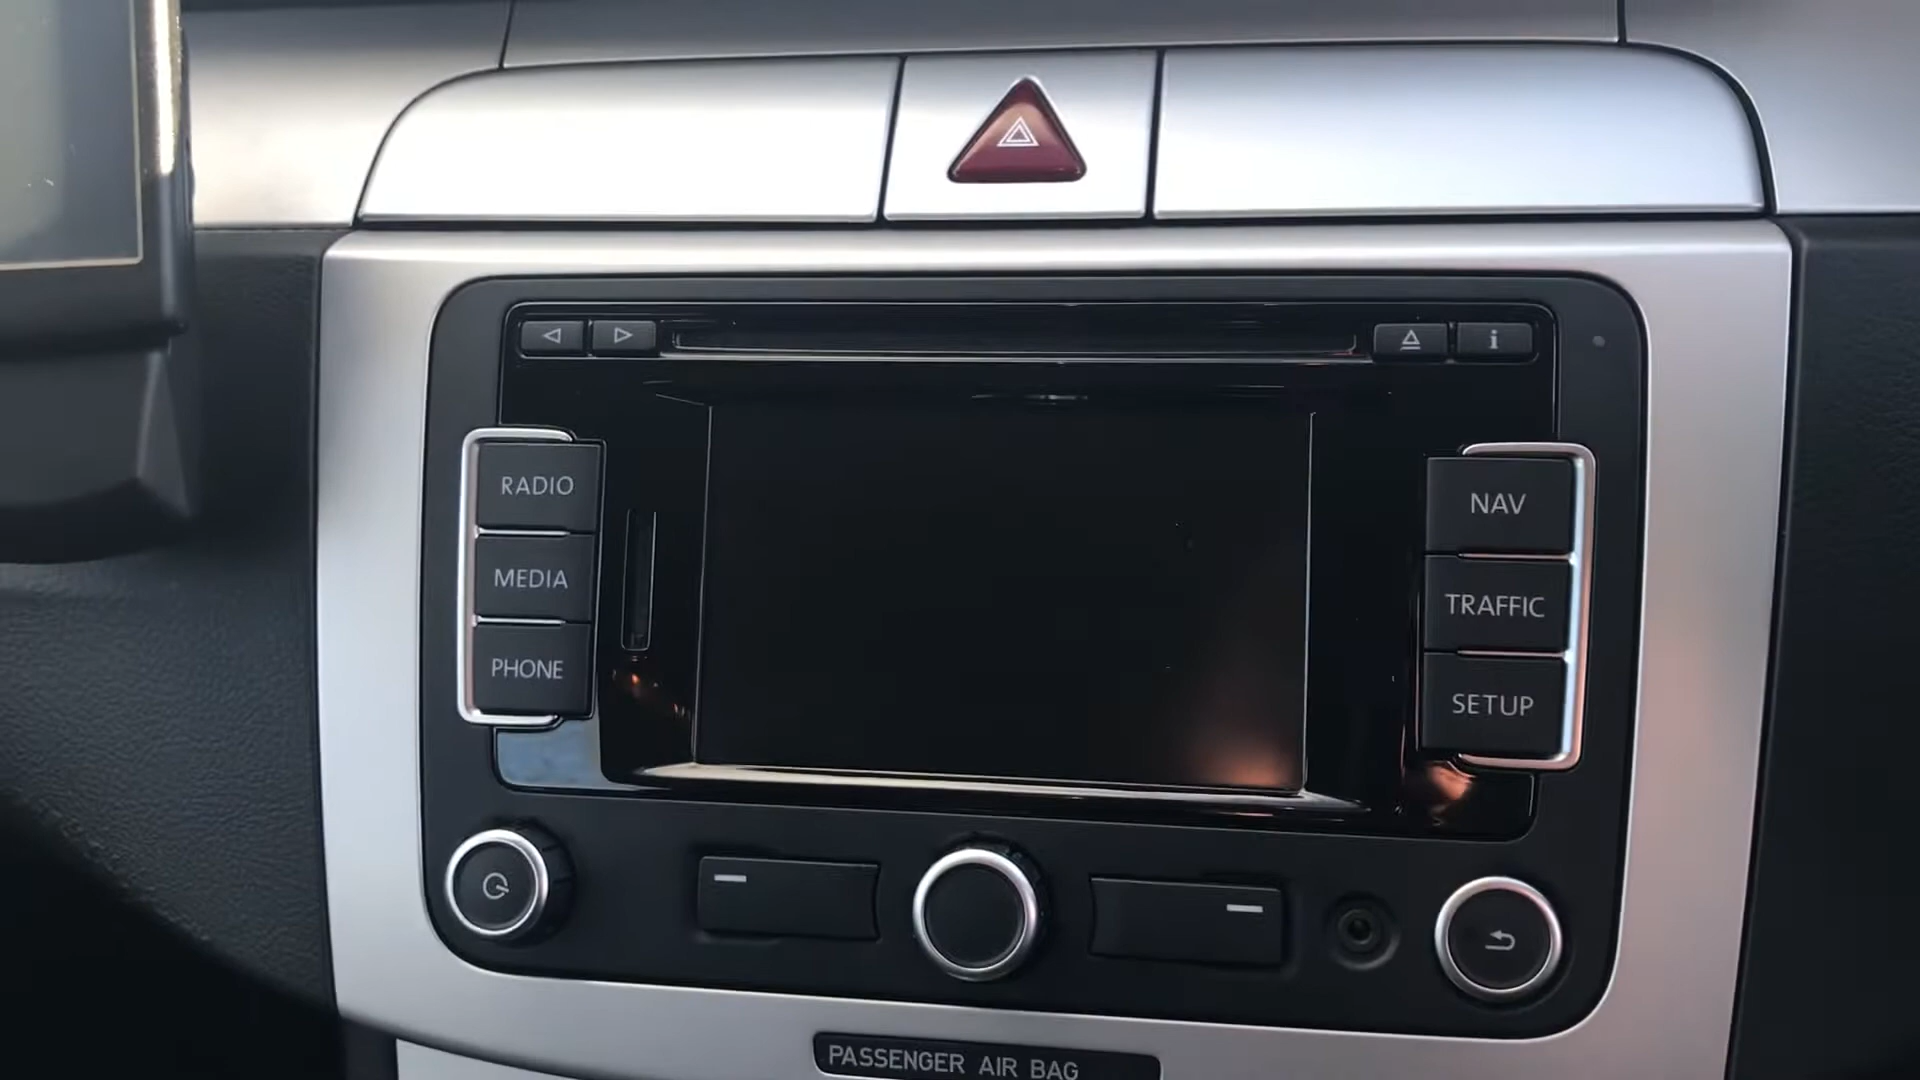 i
RADIO
MEDIA
PHONE
NAV
TRAFFIC
SETUP
PASSENGER AIR BAG